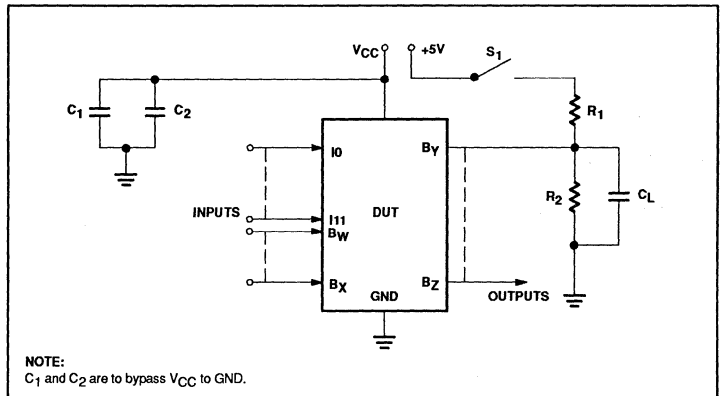 VCC +5V S1
C1 C2 R1
I0 BY
R2 CL
INPUTS I11 DUT
BW
BX GND BZ OUTPUTS
NOTE:
C1 and C2 are to bypass VCC to GND.